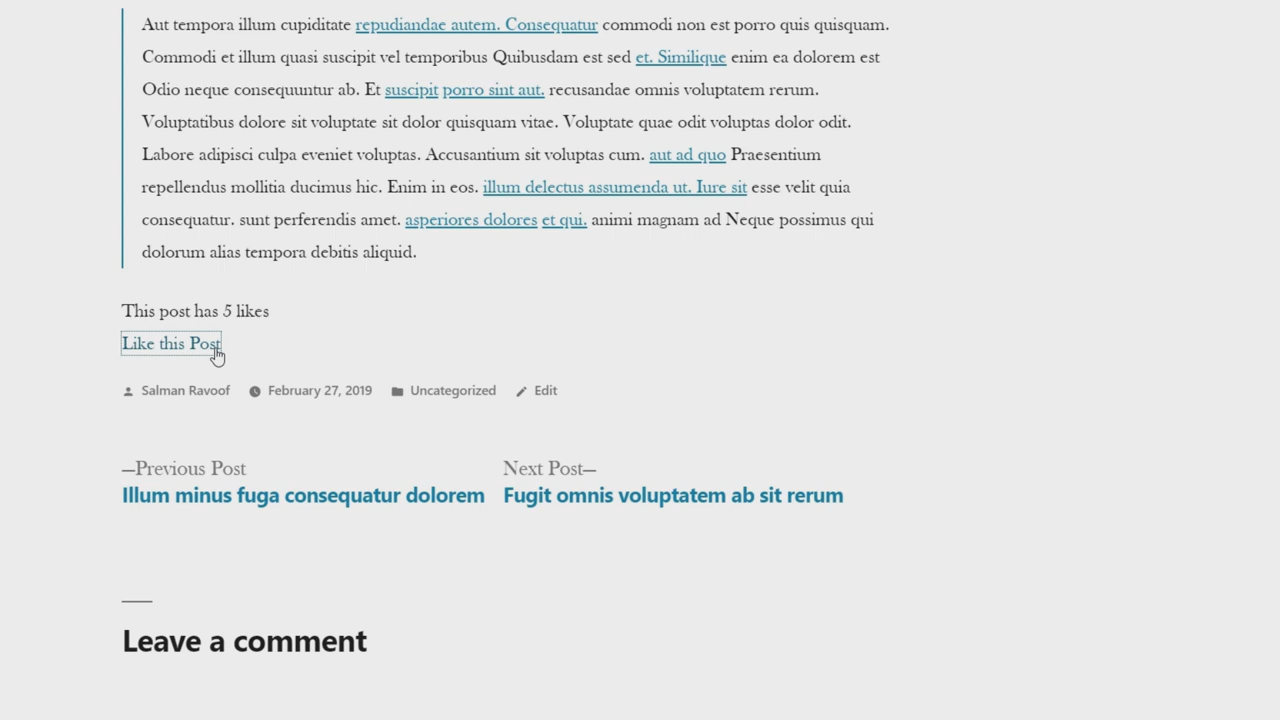 Aut tempora illum cupiditate repudiandae autem. Consequatur commodi non est porro quis quisquam.
Commodi et illum quasi suscipit vel temporibus Quibusdam est sed et. Similique enim ea dolorem est
Odio neque consequuntur ab. Et suscipit porro sint aut. recusandae omnis voluptatem rerum.
Voluptatibus dolore sit voluptate sit dolor quisquam vitae. Voluptate quae odit voluptas dolor odit.
Labore adipisci culpa eveniet voluptas. Accusantium sit voluptas cum. aut ad quo Praesentium
repellendus mollitia ducimus hic. Enim in eos. illum delectus assumenda ut. Iure sit esse velit quia
consequatur. sunt perferendis amet. asperiores dolores et qui. animi magnam ad Neque possimus qui
dolorum alias tempora debitis aliquid.
This post has 5 likes
Like this Post
Salman Ravoof February 27, 2019 Uncategorized Edit
—Previous Post Next Post—
Illum minus fuga consequatur dolorem Fugit omnis voluptatem ab sit rerum
Leave a comment